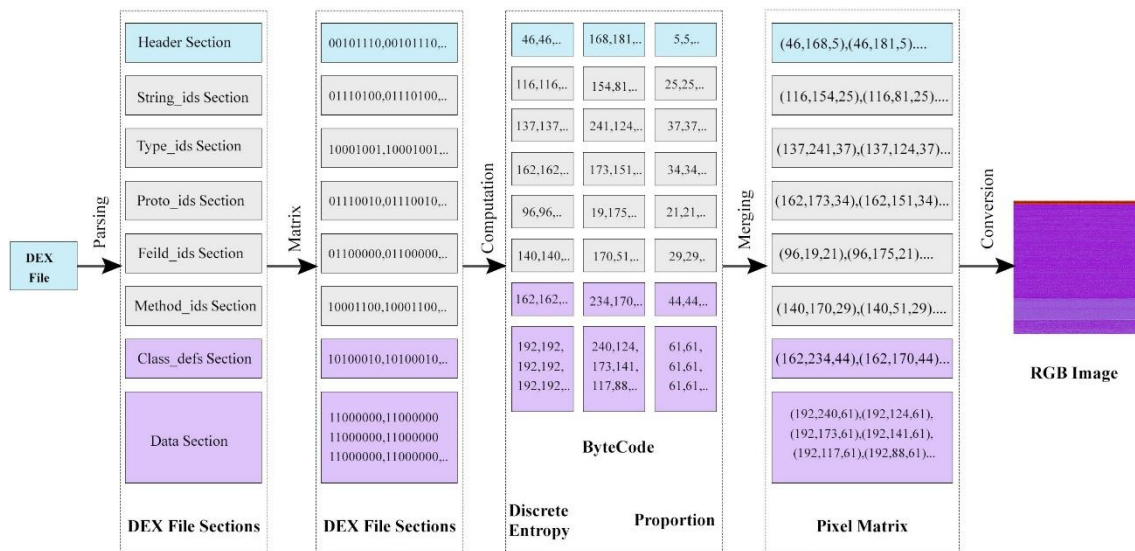 DEX
File
Parsing
Header Section
String_ids Section
Type_ids Section
Proto_ids Section
Feild_ids Section
Method_ids Section
Class_defs Section
Data Section
DEX File Sections
Matrix
00101110,00101110,..
01110100,01110100,..
10001001,10001001,..
01110010,01110010,..
01100000,01100000,..
10001100,10001100,..
10100010,10100010,..
11000000,11000000
11000000,11000000
11000000,11000000,..
DEX File Sections
Computation
46,46,..
168,181,..
5,5,..
116,116,..
154,81,..
25,25,..
137,137,..
241,124,..
37,37,..
162,162,..
173,151,..
34,34,..
96,96,..
19,175,..
21,21,..
140,140,..
170,51,..
29,29,.
162,162,..
234,170,..
44,44,..
192,192,
192,192,
192,192,..
240,124,
173,141,
117,88,..
61,61,
61,61,
61,61,..
ByteCode
Discrete
Entropy
Proportion
Merging
(46,168,5),(46,181,5)....
(116,154,25),(116,81,25)....
(137,241,37),(137,124,37)....
(162,173,34),(162,151,34)....
(96,19,21),(96,175,21)....
(140,170,29),(140,51,29)....
(162,234,44),(162,170,44)....
(192,240,61),(192,124,61),
(192,173,61),(192,141,61),
(192,117,61),(192,88,61)...
Pixel Matrix
Conversion
RGB Image